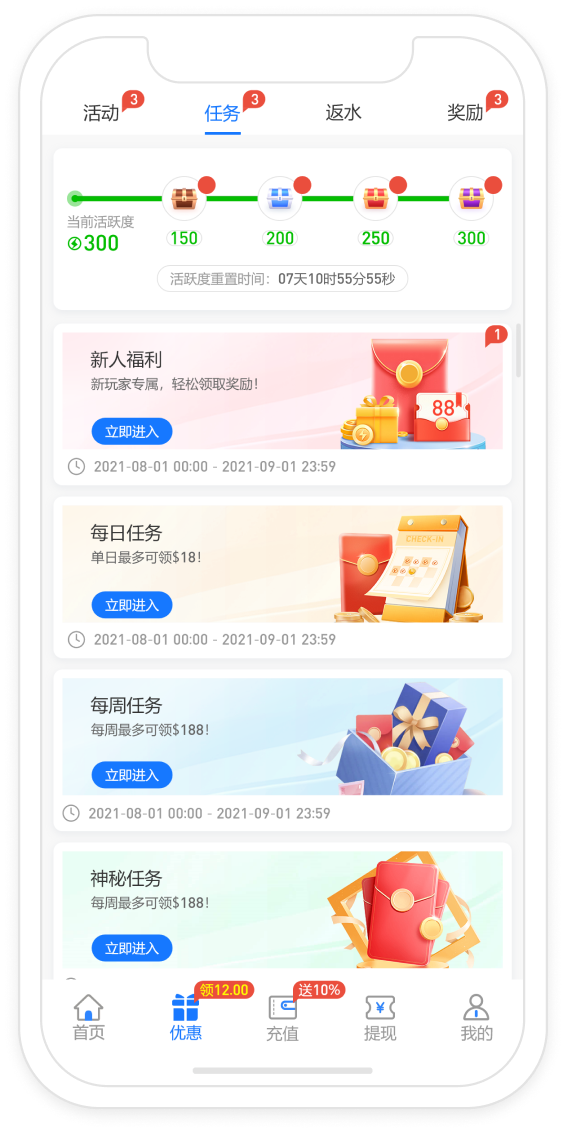 活动 3
任务 3
返水
奖励 3
当前活跃度
300
150
200
250
300
活跃度重置时间：07天10时55分55秒
1
新人福利
新玩家专属，轻松领取奖励！
88
立即进入
2021-08-01 00:00 - 2021-09-01 23:59
每日任务
CHECK-IN
单日最多可领$18！
立即进入
2021-08-01 00:00 - 2021-09-01 23:59
每周任务
每周最多可领$188！
立即进入
2021-08-01 00:00 - 2021-09-01 23:59
神秘任务
每周最多可领$188！
立即进入
领12.00
送10%
首页
优惠
充值
提现
我的